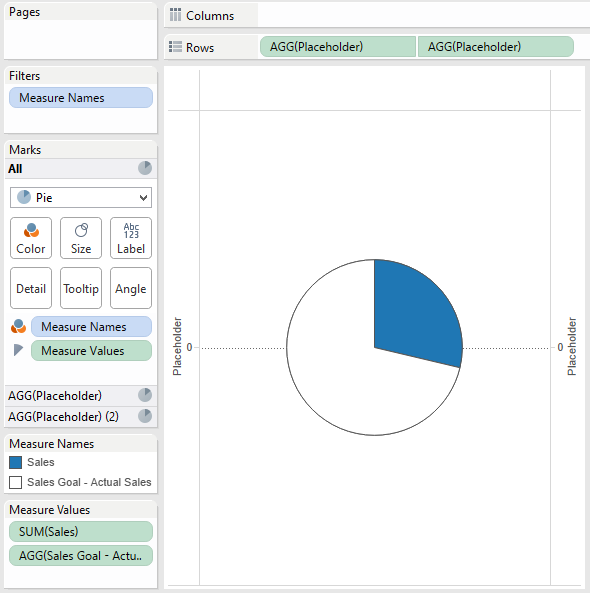 Pages
Columns
Rows
AGG(Placeholder)
AGG(Placeholder)
Filters
Measure Names
Marks
All
Pie
Color
Size
Abc
123
Label
Detail
Tooltip
Angle
Measure Names
Measure Values
AGG(Placeholder)
AGG(Placeholder) (2)
Measure Names
Sales
Sales Goal - Actual Sales
Measure Values
SUM(Sales)
AGG(Sales Goal - Actu..
Placeholder
0
0
Placeholder